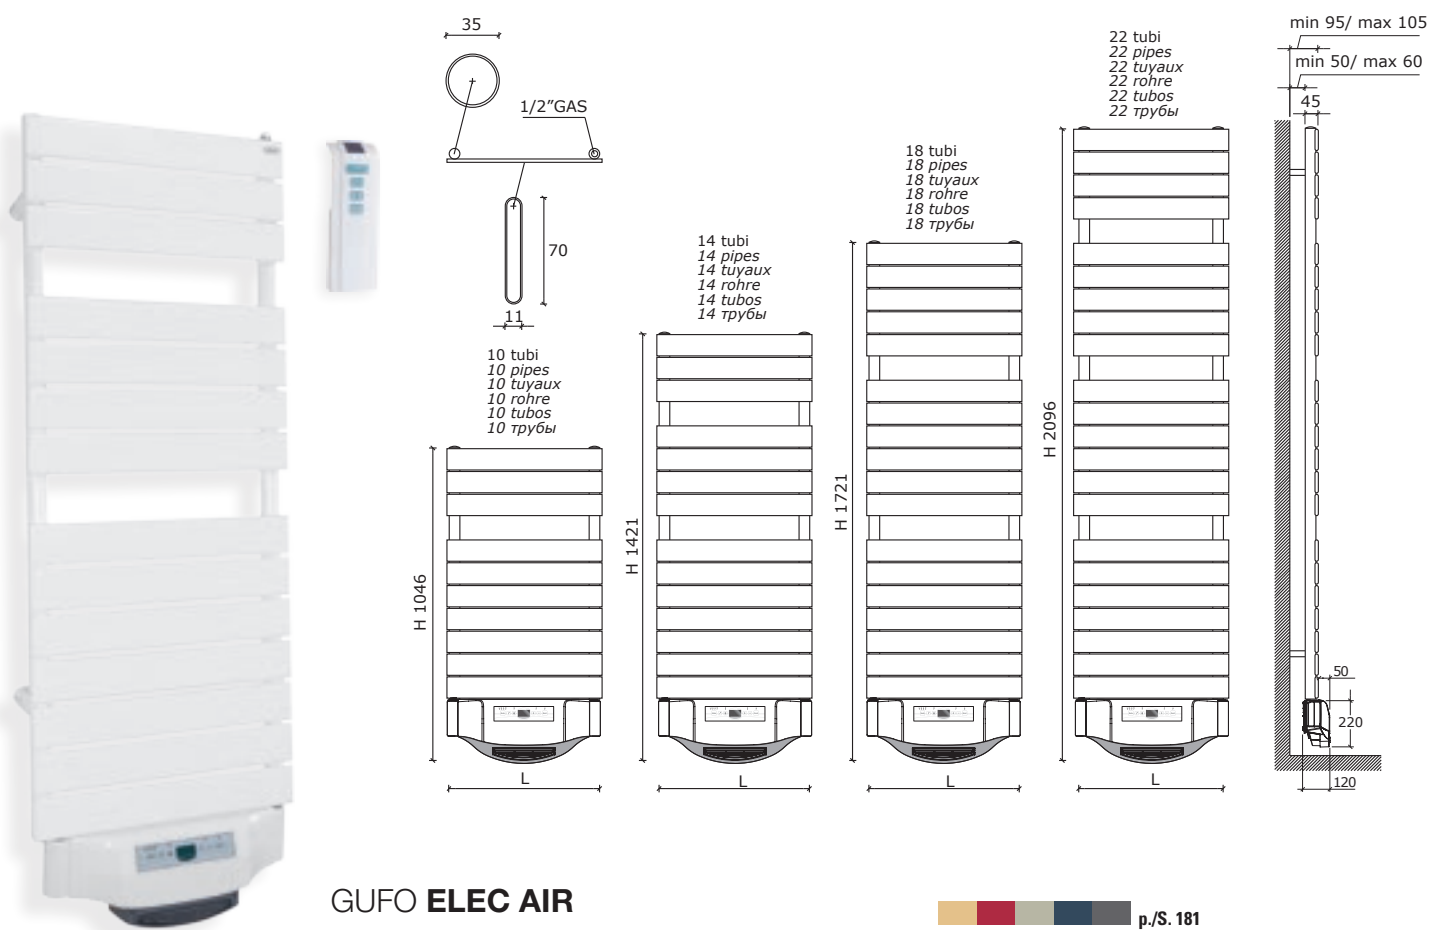 35
1/2”GAS
70
11
10 tubi
10 pipes
10 tuyaux
10 rohre
10 tubos
10 трубы
H 1046
L
14 tubi
14 pipes
14 tuyaux
14 rohre
14 tubos
14 трубы
H 1421
L
18 tubi
18 pipes
18 tuyaux
18 rohre
18 tubos
18 трубы
H 1721
L
22 tubi
22 pipes
22 tuyaux
22 rohre
22 tubos
22 трубы
H 2096
L
min 95/ max 105
min 50/ max 60
45
50
220
120
GUFO ELEC AIR
p./S. 181